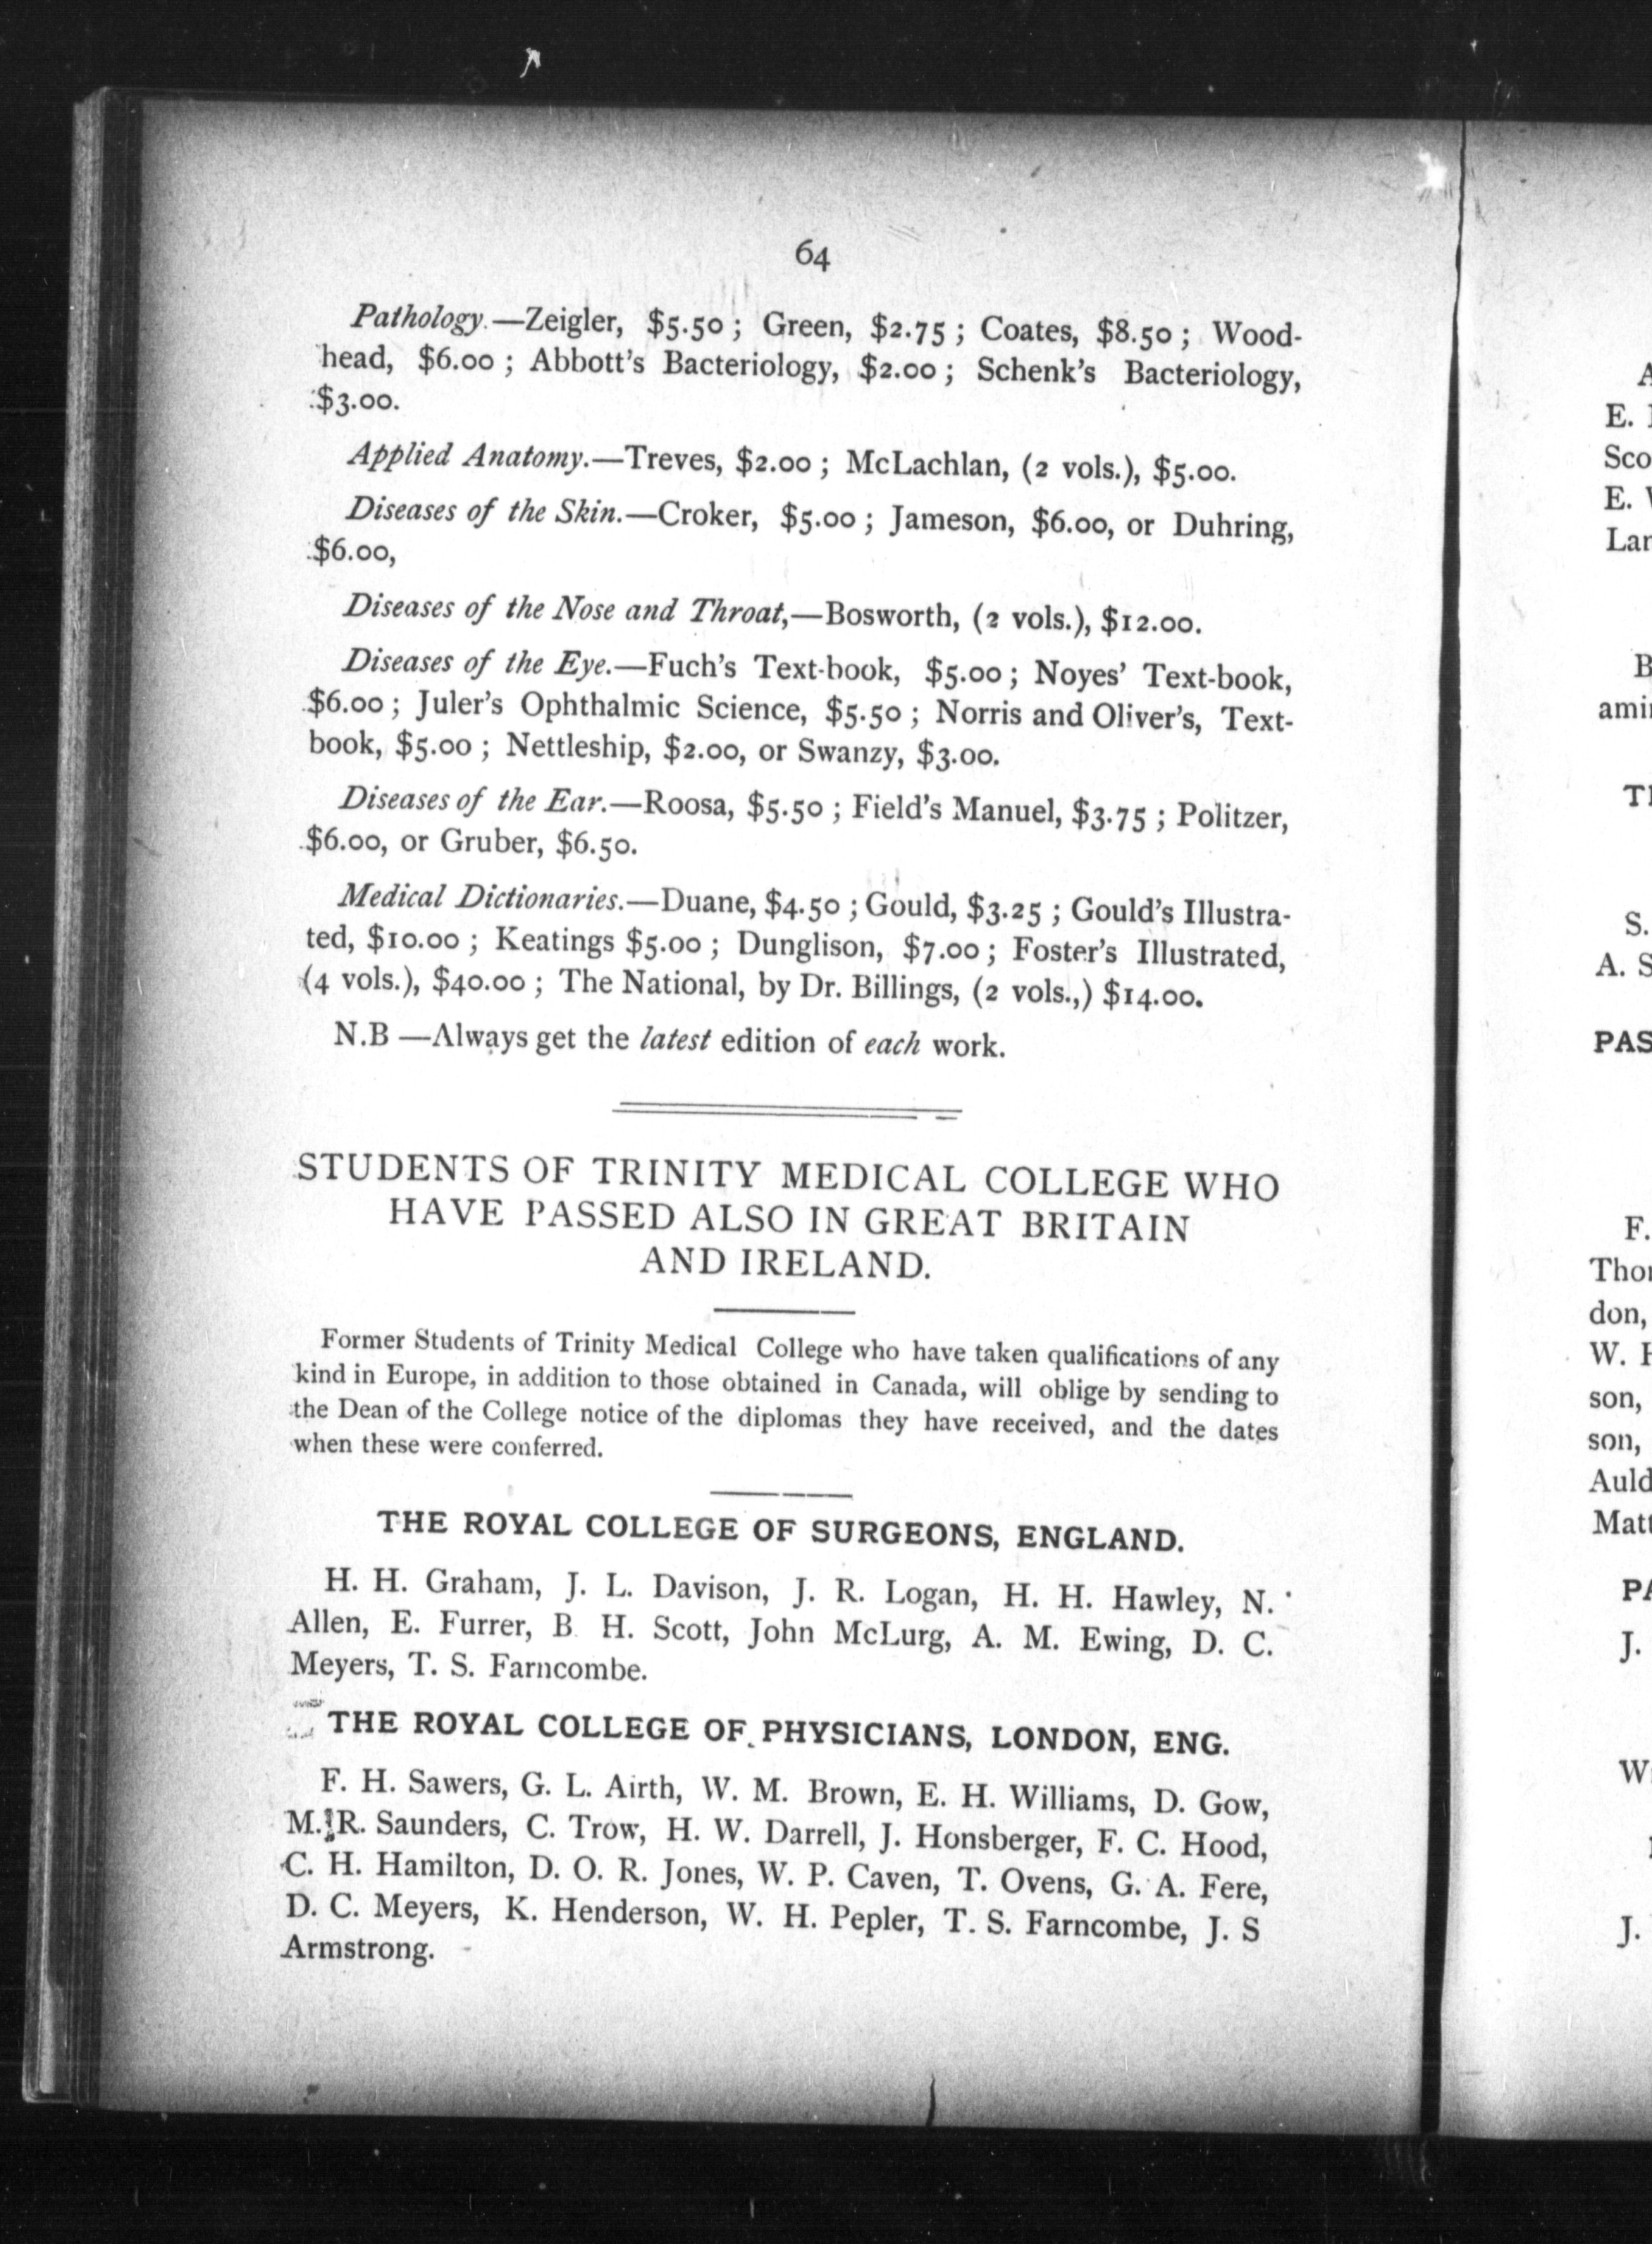 64
Pathology.—Zeigler, $5.50 ; Green, $2.75 ; Coates, $8.50 ; Wood-
head, $6.00 ; Abbott's Bacteriology, $2.00 ; Schenk's Bacteriology,
$3.00.
Applied Anatomy.—Treves, $2.00 ; McLachlan, (2 vols.), $5.00.
Diseases of the Skin.—Croker, $5.00 ; Jameson, $6.00, or Duhring,
$6.00,
Diseases of the Nose and Throat,—Bosworth, (2 vols.), $12.00.
Diseases of the Eye.—Fuch's Text-book, $5.00 ; Noyes' Text-book,
$6.00 ; Juler's Ophthalmic Science, $5.50 ; Norris and Oliver's, Text-
book, $5.00 ; Nettleship, $2.00, or Swanzy, $3.00.
Diseases of the Ear.—Roosa, $5.50 ; Field's Manuel, $3.75 ; Politzer,
$6.00, or Gruber, $6.50.
Medical Dictionaries.—Duane, $4.50 ; Gould, $3.25 ; Gould's Illustra-
ted, $10.00 ; Keatings $5.00 ; Dunglison, $7.00 ; Foster's Illustrated,
(4 vols.), $40.00 ; The National, by Dr. Billings, (2 vols.,) $14.00.
N.B —Always get the latest edition of each work.
STUDENTS OF TRINITY MEDICAL COLLEGE WHO
HAVE PASSED ALSO IN GREAT BRITAIN
AND IRELAND.
Former Students of Trinity Medical College who have taken qualifications of any
kind in Europe, in addition to those obtained in Canada, will oblige by sending to
the Dean of the College notice of the diplomas they have received, and the dates
when these were conferred.
THE ROYAL COLLEGE OF SURGEONS, ENGLAND.
H. H. Graham, J. L. Davison, J. R. Logan, H. H. Hawley, N.
Allen, E. Furrer, B. H. Scott, John McLurg, A. M. Ewing, D. C.
Meyers, T. S. Farncombe.
THE ROYAL COLLEGE OF PHYSICIANS, LONDON, ENG.
F. H. Sawers, G. L. Airth, W. M. Brown, E. H. Williams, D. Gow,
M. R. Saunders, C. Trow, H. W. Darrell, J. Honsberger, F. C. Hood,
C. H. Hamilton, D. O. R. Jones, W. P. Caven, T. Ovens, G. A. Fere,
D. C. Meyers, K. Henderson, W. H. Pepler, T. S. Farncombe, J. S
Armstrong.
E.
Sco
E.
Lar
ami
S.
A. S
PAS
F.
don,
W.
son,
son,
Auld
Matt
J.
J.